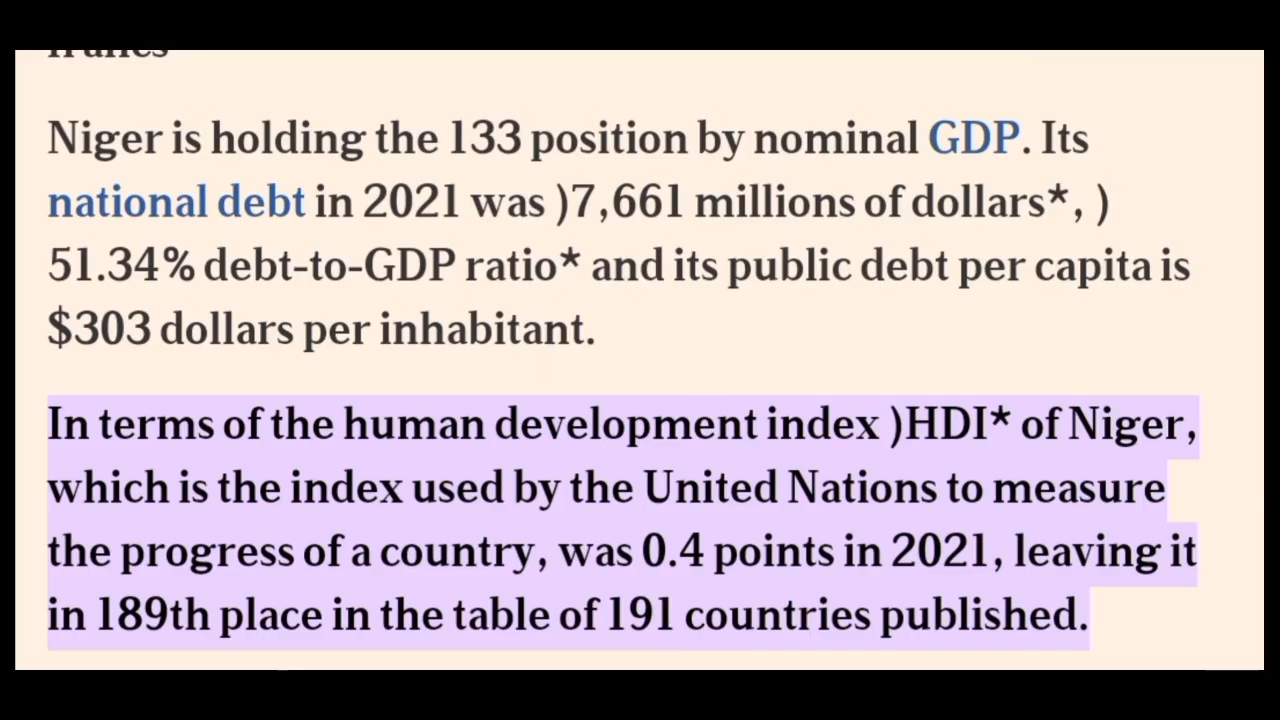 Niger is holding the 133 position by nominal GDP. Its
national debt in 2021 was )7,661 millions of dollars*, )
51.34% debt-to-GDP ratio* and its public debt per capita is
$303 dollars per inhabitant.
In terms of the human development index )HDI* of Niger,
which is the index used by the United Nations to measure
the progress of a country, was 0.4 points in 2021, leaving it
in 189th place in the table of 191 countries published.